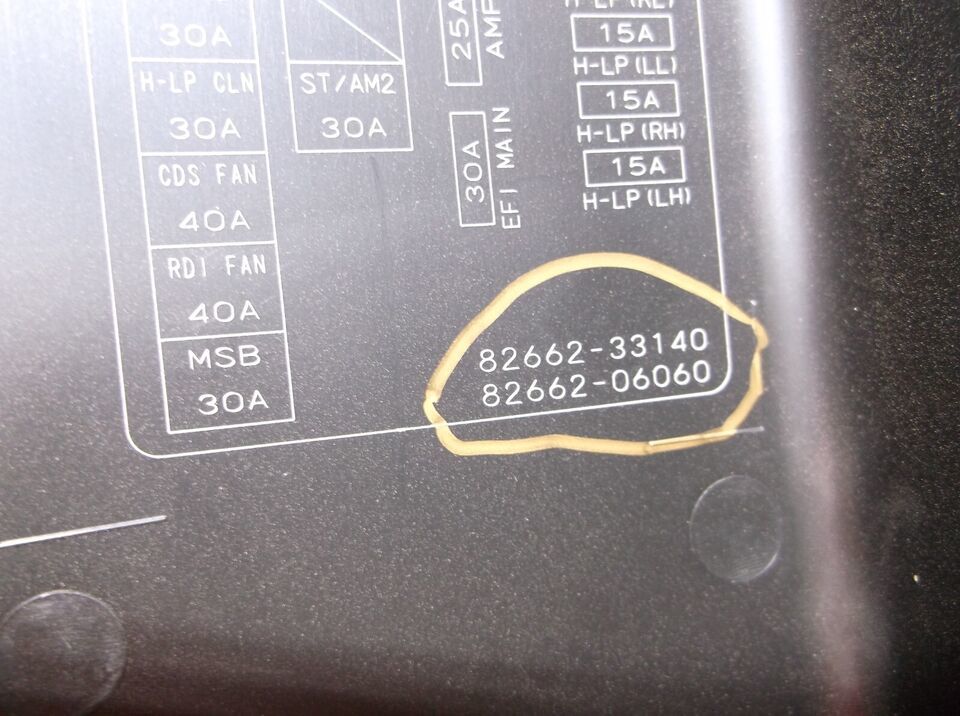 30A
H-LP CLN
30A
CDS FAN
40A
RDI FAN
40A
MSB
30A
ST/AM2
30A
25A
AMP
30A
EFI MAIN
15A
H-LP (LL)
15A
H-LP (RH)
15A
H-LP (LH)
82662-33140
82662-06060